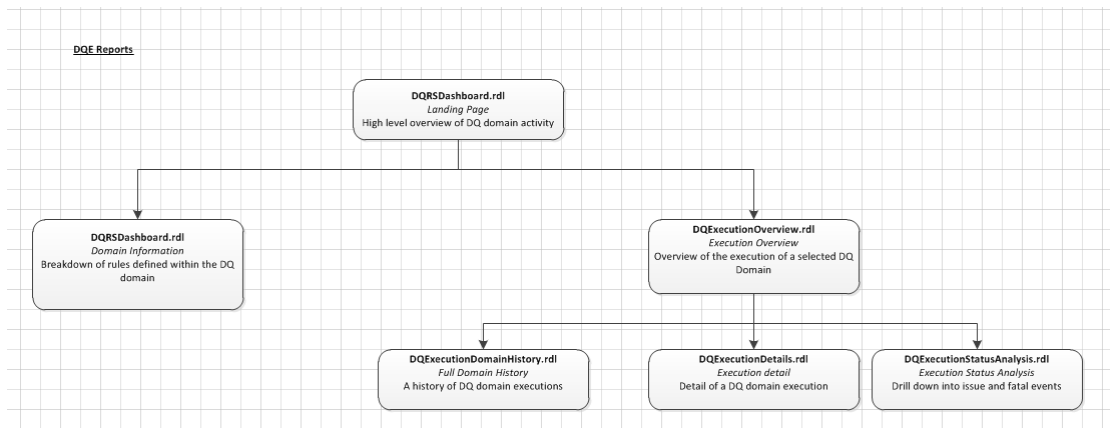 DQE Reports
DQRSDashboard.rdl
Landing Page
High level overview of DQ domain activity
DQRSDashboard.rdl
Domain Information
Breakdown of rules defined within the DQ
domain
DQExecutionOverview.rdl
Execution Overview
Overview of the execution of a selected DQ
Domain
DQExecutionDomainHistory.rdl
Full Domain History
A history of DQ domain executions
DQExecutionDetails.rdl
Execution detail
Detail of a DQ domain execution
DQExecutionStatusAnalysis.rdl
Execution Status Analysis
Drill down into issue and fatal events